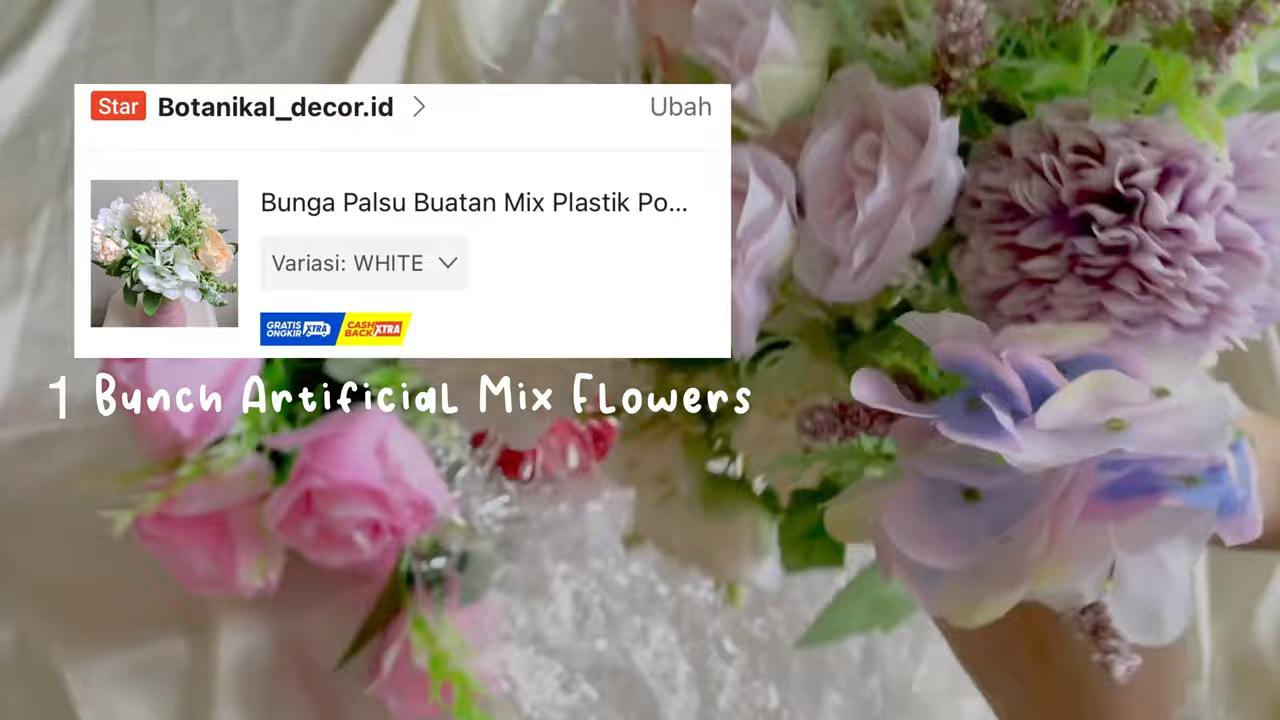 Star Botanikal_decor.id Ubah
Bunga Palsu Buatan Mix Plastik Po...
Variasi: WHITE
GRATIS ONGKIR XTRA CASH BACK XTRA
1 Bunch Artificial Mix Flowers